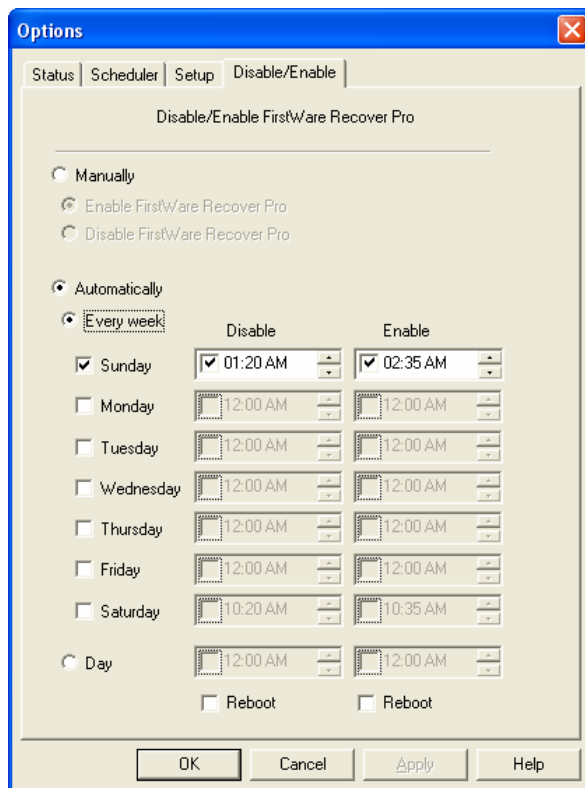 Options
Status Scheduler Setup Disable/Enable
Disable/Enable FirstWare Recover Pro
Manually
Enable FirstWare Recover Pro
Disable FirstWare Recover Pro
Automatically
Every week Disable Enable
Sunday 01:20 AM 02:35 AM
Monday 12:00 AM 12:00 AM
Tuesday 12:00 AM 12:00 AM
Wednesday 12:00 AM 12:00 AM
Thursday 12:00 AM 12:00 AM
Friday 12:00 AM 12:00 AM
Saturday 10:20 AM 10:35 AM
Day 12:00 AM 12:00 AM
Reboot Reboot
OK Cancel Apply Help